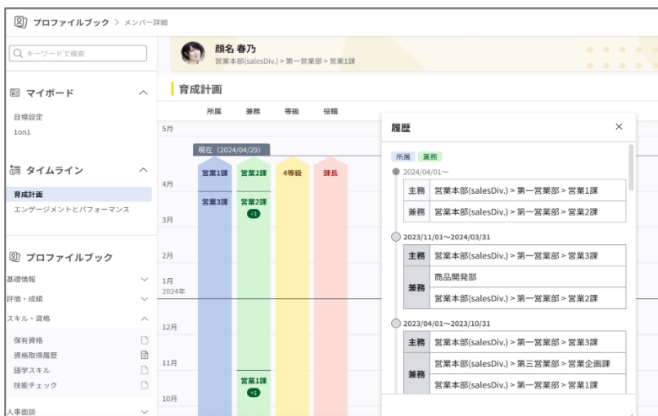 プロファイルブック > メンバー詳細
キーワードで検索
マイボード
目標設定
1on1
タイムライン
育成計画
エンゲージメントとパフォーマンス
プロファイルブック
基礎情報
評価・成績
スキル・資格
保有資格
資格取得履歴
語学スキル
技能チェック
人事面談
顔名 春乃
営業本部(salesDiv.) > 第一営業部 > 営業1課
育成計画
所属 兼務 等級 役職
5月
現在 (2024/04/29)
営業1課 営業2課 4等級 課長
4月
営業3課 営業2課
+1
3月
2月
1月
2024年
12月
11月
営業1課
+1
10月
履歴
所属 兼務
2024/04/01~
主務 営業本部(salesDiv.) > 第一営業部 > 営業1課
兼務 営業本部(salesDiv.) > 第一営業部 > 営業2課
2023/11/01~2024/03/31
主務 営業本部(salesDiv.) > 第一営業部 > 営業3課
兼務 商品開発部
営業本部(salesDiv.) > 第一営業部 > 営業2課
2023/04/01~2023/10/31
主務 営業本部(salesDiv.) > 第一営業部 > 営業3課
兼務 営業本部(salesDiv.) > 第三営業部 > 営業企画課
営業本部(salesDiv.) > 第一営業部 > 営業1課